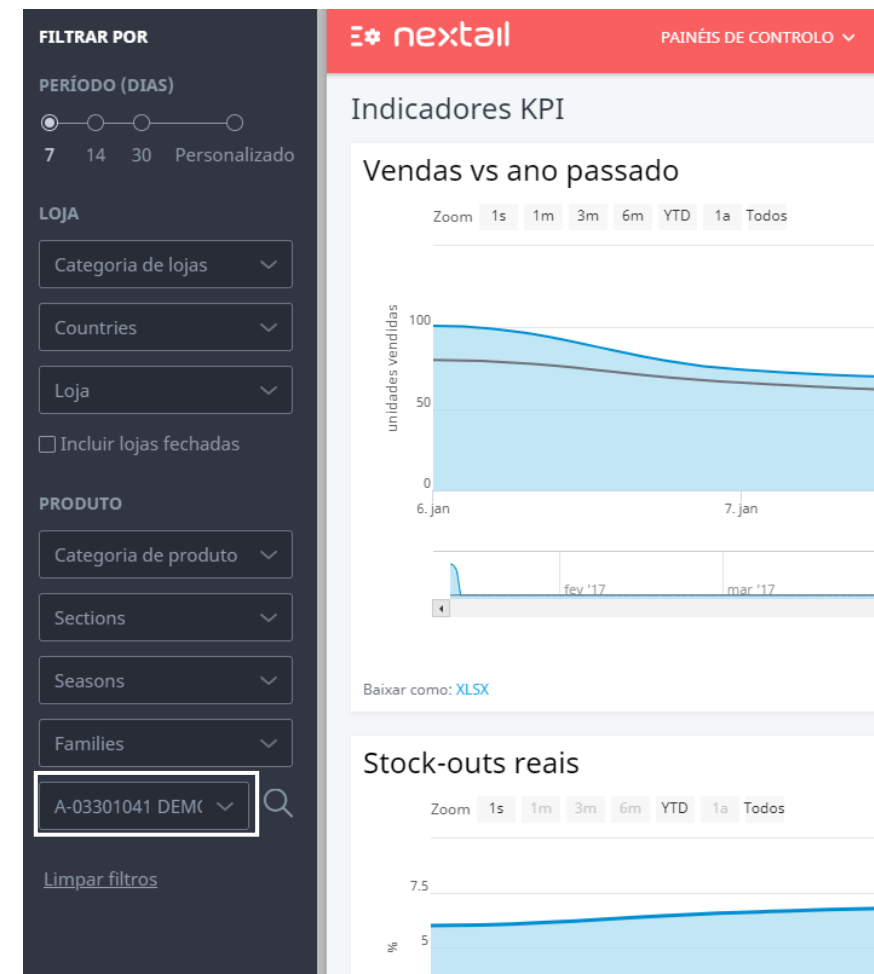 FILTRAR POR
PERÍODO (DIAS)
7 14 30 Personalizado
LOJA
Categoria de lojas
Countries
Loja
Incluir lojas fechadas
PRODUTO
Categoria de produto
Sections
Seasons
Families
A-03301041 DEM
Limpar filtros
nextail
PAINÉIS DE CONTROLO
Indicadores KPI
Vendas vs ano passado
Zoom 1s 1m 3m 6m YTD 1a Todos
unidades vendidas
100
50
0
6. jan 7. jan
fev '17 mar '17
Baixar como: XLSX
Stock-outs reais
Zoom 1s 1m 3m 6m YTD 1a Todos
7.5
%
5